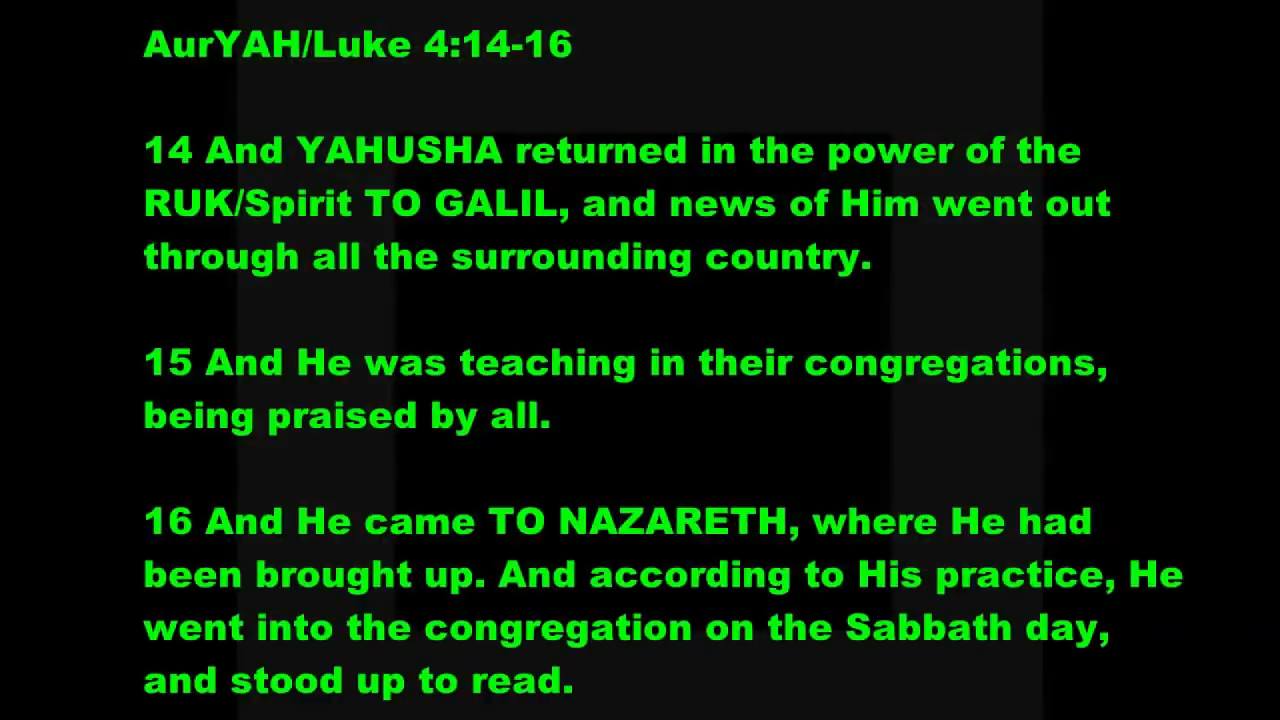 AurYAH/Luke 4:14-16
14 And YAHUSHA returned in the power of the
RUK/Spirit TO GALIL, and news of Him went out
through all the surrounding country.
15 And He was teaching in their congregations,
being praised by all.
16 And He came TO NAZARETH, where He had
been brought up. And according to His practice, He
went into the congregation on the Sabbath day,
and stood up to read.